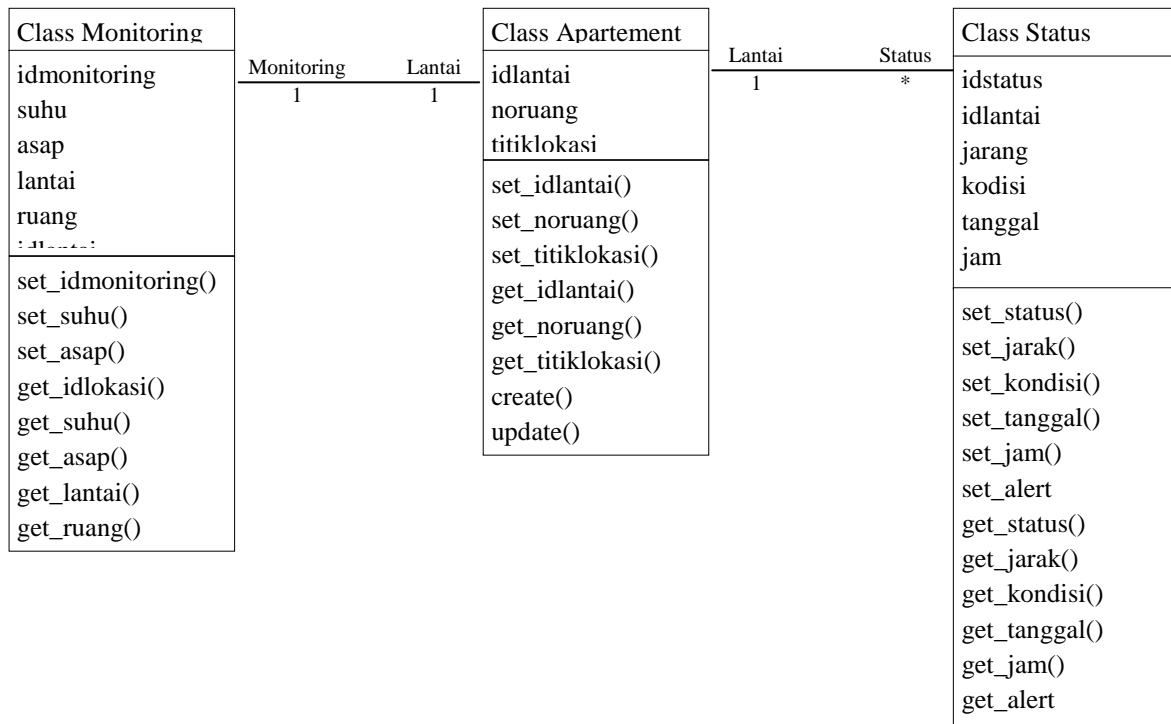 Class Monitoring
idmonitoring
suhu
asap
lantai
ruang
idlantai
set_idmonitoring()
set_suhu()
set_asap()
get_idlokasi()
get_suhu()
get_asap()
get_lantai()
get_ruang()
Monitoring Lantai
1 1
Class Apartement
idlantai
noruang
titiklokasi
set_idlantai()
set_noruang()
set_titiklokasi()
get_idlantai()
get_noruang()
get_titiklokasi()
create()
update()
Lantai Status
1 *
Class Status
idstatus
idlantai
jarang
kodisi
tanggal
jam
set_status()
set_jarak()
set_kondisi()
set_tanggal()
set_jam()
set_alert
get_status()
get_jarak()
get_kondisi()
get_tanggal()
get_jam()
get_alert